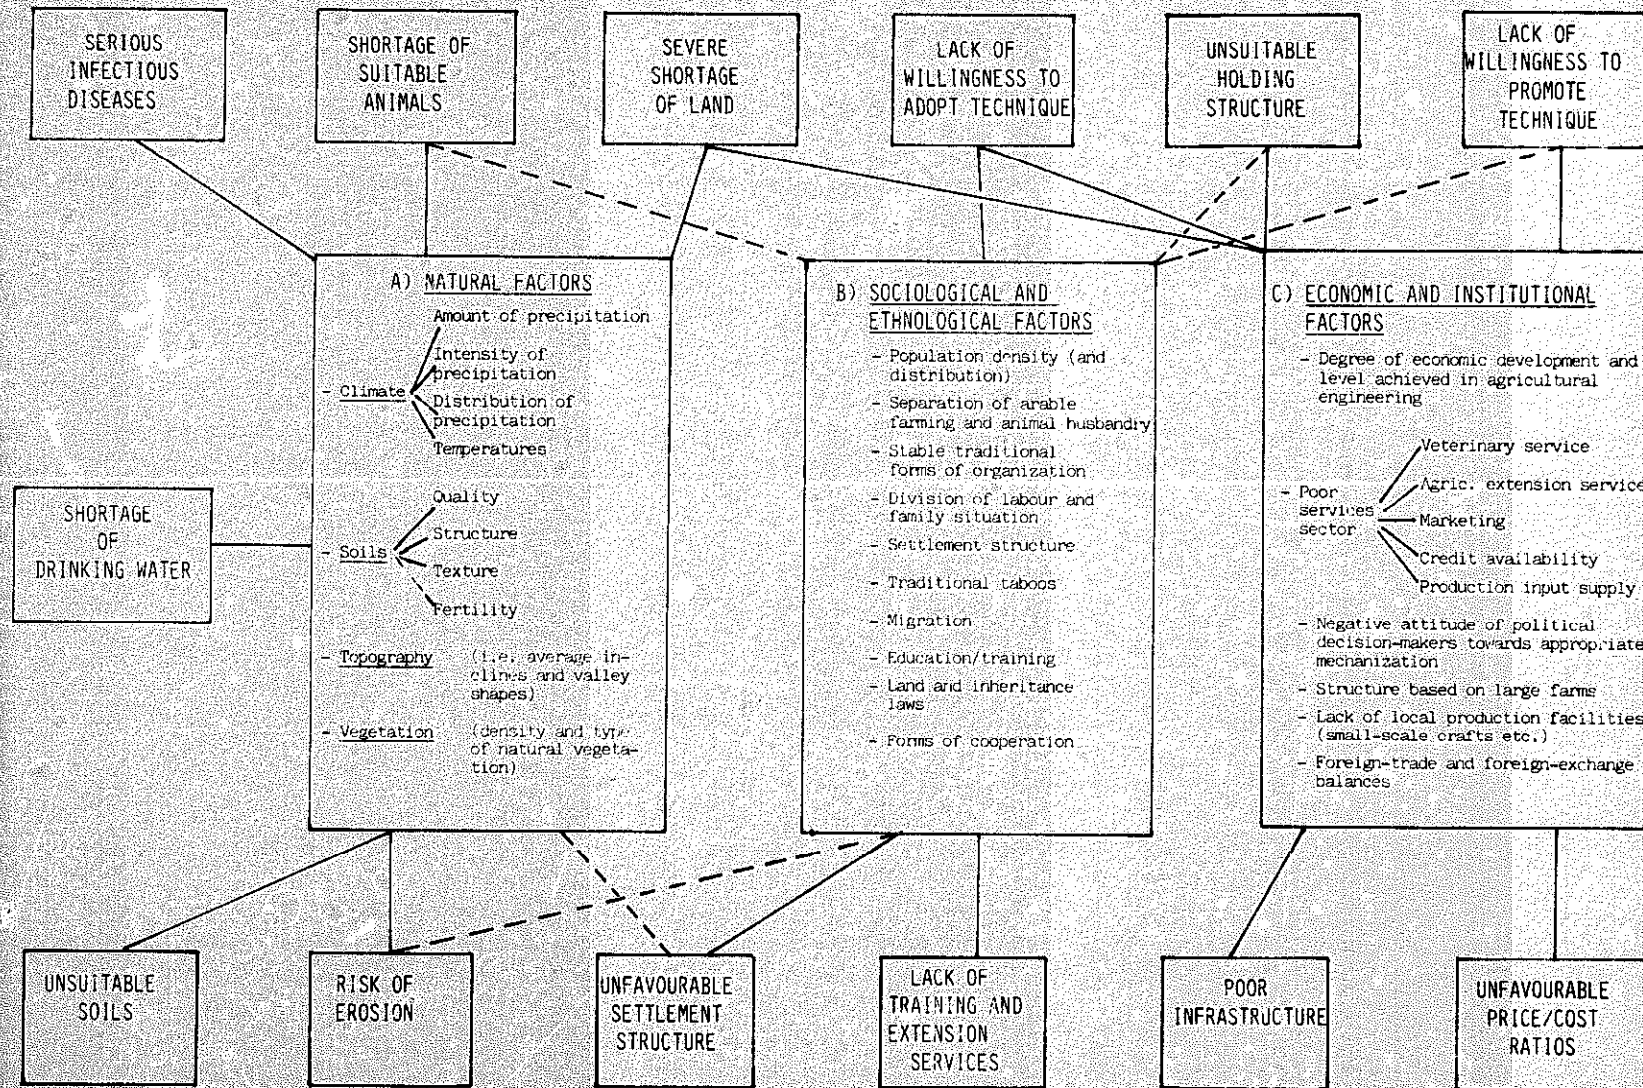 SERIOUS
INFECTIOUS
DISEASES
SHORTAGE OF
SUITABLE
ANIMALS
SEVERE
SHORTAGE
OF LAND
LACK OF
WILLINGNESS TO
ADOPT TECHNIQUE
UNSUITABLE
HOLDING
STRUCTURE
LACK OF
WILLINGNESS TO
PROMOTE
TECHNIQUE
SHORTAGE
OF
DRINKING WATER
A) NATURAL FACTORS
- Climate
Amount of precipitation
Intensity of
precipitation
Distribution of
precipitation
Temperatures
- Soils
Quality
Structure
Texture
Fertility
- Topography (i.e. average in-
clines and valley
shapes)
- Vegetation (density and type
of natural vegeta-
tion)
B) SOCIOLOGICAL AND
ETHNOLOGICAL FACTORS
- Population density (and
distribution)
- Separation of arable
farming and animal husbandry
- Stable traditional
forms of organization
- Division of labour and
family situation
- Settlement structure
- Traditional taboos
- Migration
- Education/training
- Land and inheritance
laws
- Forms of cooperation
C) ECONOMIC AND INSTITUTIONAL
FACTORS
- Degree of economic development and
level achieved in agricultural
engineering
- Poor
services
sector
Veterinary service
Agric. extension service
Marketing
Credit availability
Production input supply
- Negative attitude of political
decision-makers towards appropriate
mechanization
- Structure based on large farms
- Lack of local production facilities
(small-scale crafts etc.)
- Foreign-trade and foreign-exchange
balances
UNSUITABLE
SOILS
RISK OF
EROSION
UNFAVOURABLE
SETTLEMENT
STRUCTURE
LACK OF
TRAINING AND
EXTENSION
SERVICES
POOR
INFRASTRUCTURE
UNFAVOURABLE
PRICE/COST
RATIOS